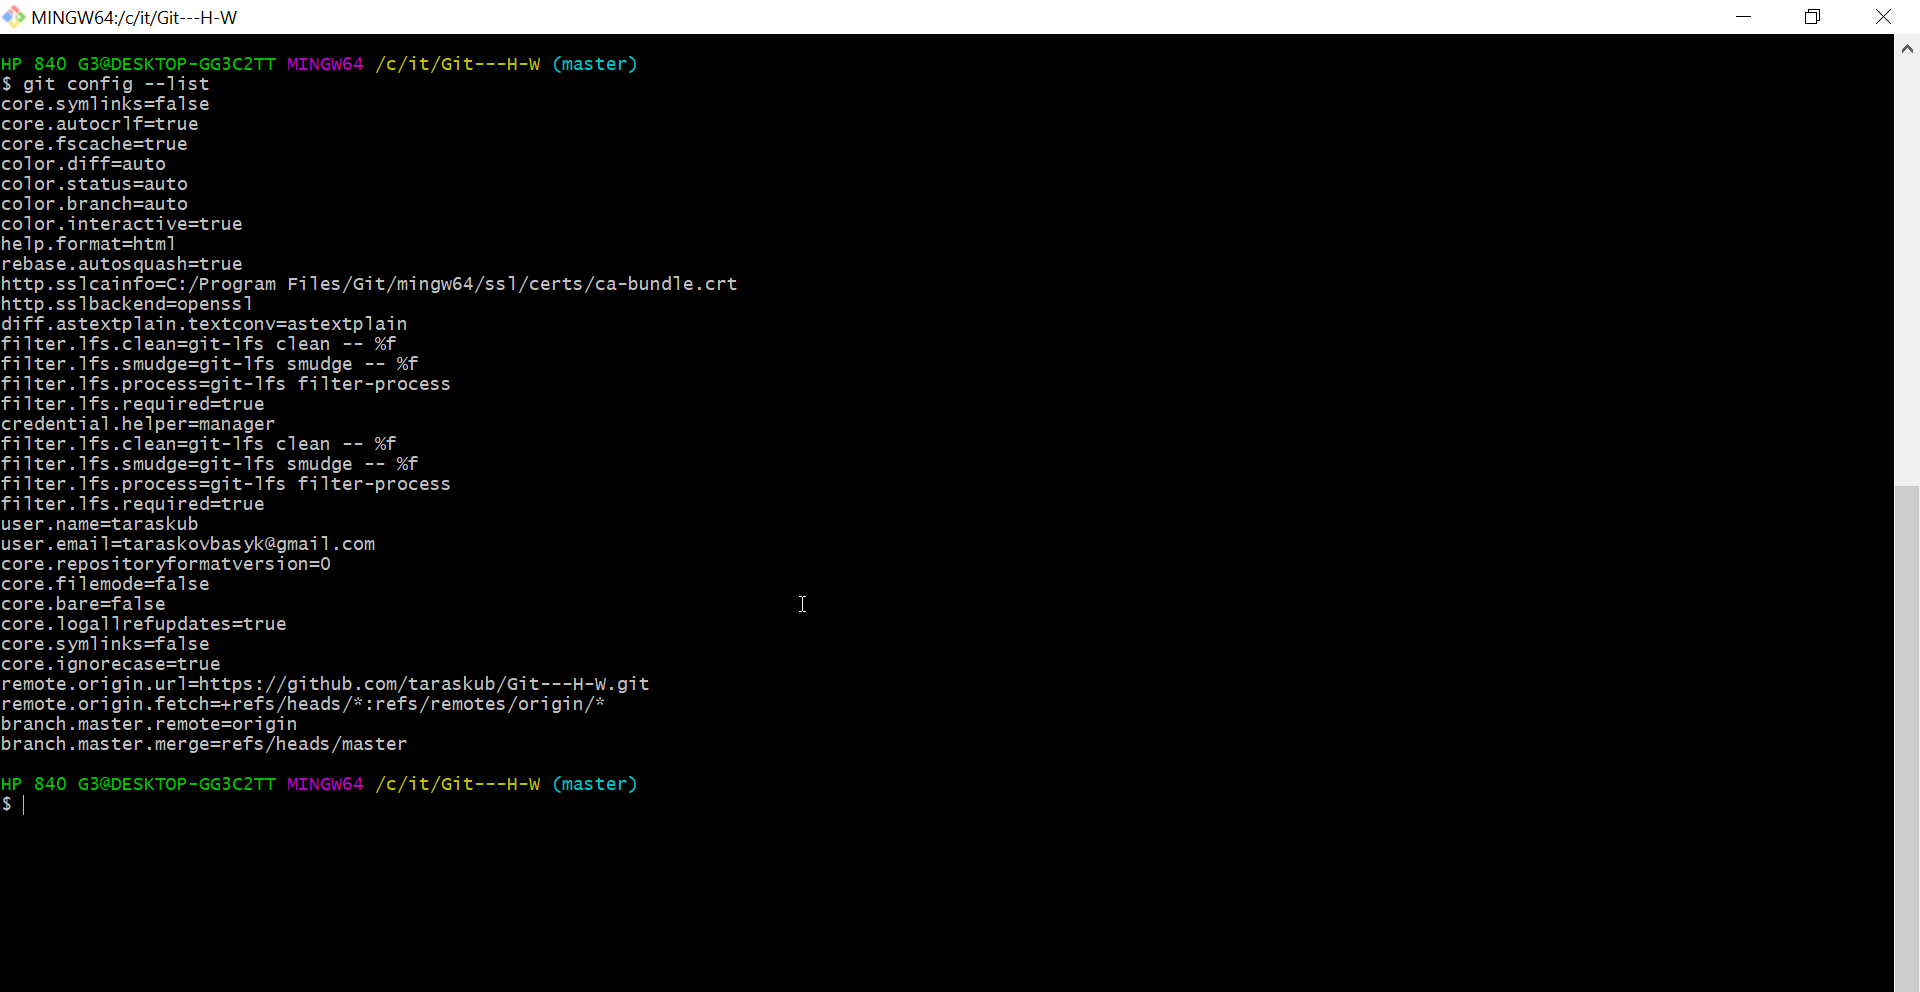 MINGW64:/c/it/Git---H-W
HP 840 G3@DESKTOP-GG3C2TT MINGW64 /c/it/Git---H-W (master)
$ git config --list
core.symlinks=false
core.autocrlf=true
core.fscache=true
color.diff=auto
color.status=auto
color.branch=auto
color.interactive=true
help.format=html
rebase.autosquash=true
http.sslcainfo=C:/Program Files/Git/mingw64/ssl/certs/ca-bundle.crt
http.sslbackend=openssl
diff.astextplain.textconv=astextplain
filter.lfs.clean=git-lfs clean -- %f
filter.lfs.smudge=git-lfs smudge -- %f
filter.lfs.process=git-lfs filter-process
filter.lfs.required=true
credential.helper=manager
filter.lfs.clean=git-lfs clean -- %f
filter.lfs.smudge=git-lfs smudge -- %f
filter.lfs.process=git-lfs filter-process
filter.lfs.required=true
user.name=taraskub
user.email=taraskovbasyk@gmail.com
core.repositoryformatversion=0
core.filemode=false
core.bare=false
core.logallrefupdates=true
core.symlinks=false
core.ignorecase=true
remote.origin.url=https://github.com/taraskub/Git---H-W.git
remote.origin.fetch=+refs/heads/*:refs/remotes/origin/*
branch.master.remote=origin
branch.master.merge=refs/heads/master
HP 840 G3@DESKTOP-GG3C2TT MINGW64 /c/it/Git---H-W (master)
$